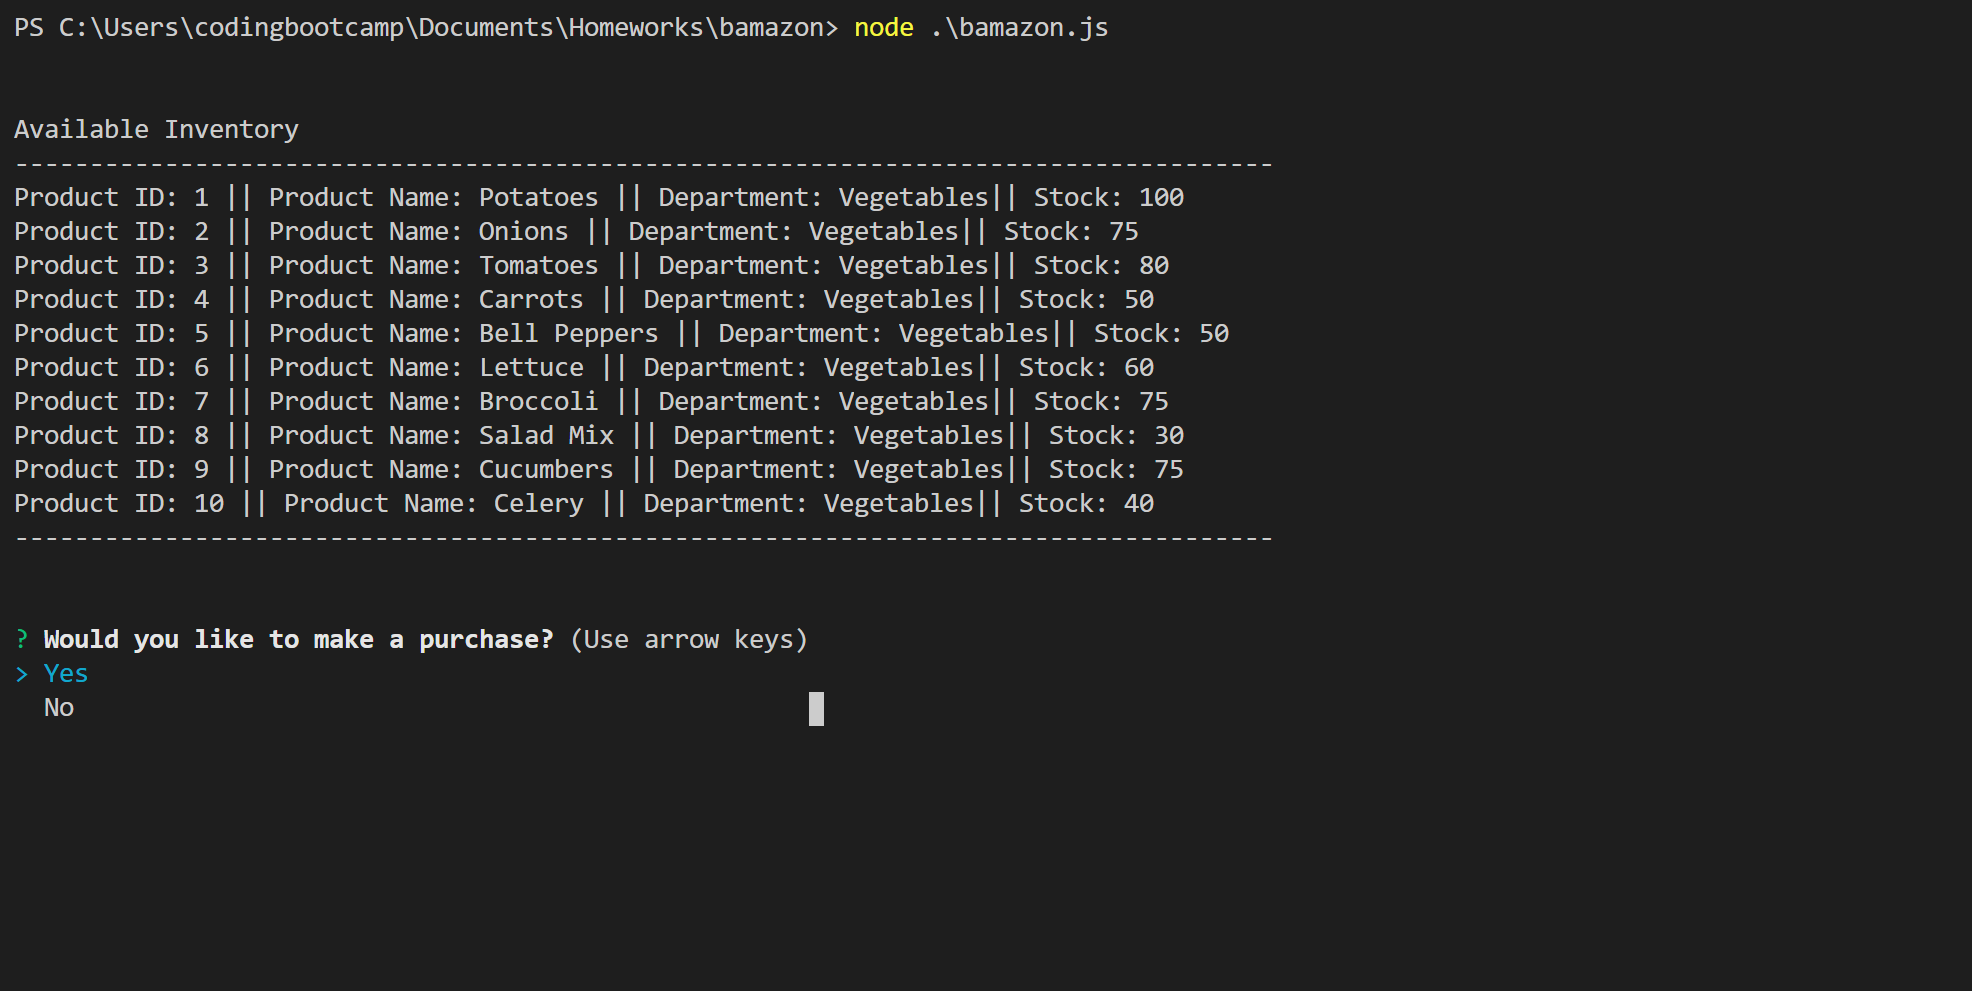 PS C:\Users\codingbootcamp\Documents\Homeworks\bamazon> node .\bamazon.js
Available Inventory
------------------------------------------------------------------------------------
Product ID: 1 || Product Name: Potatoes || Department: Vegetables|| Stock: 100
Product ID: 2 || Product Name: Onions || Department: Vegetables|| Stock: 75
Product ID: 3 || Product Name: Tomatoes || Department: Vegetables|| Stock: 80
Product ID: 4 || Product Name: Carrots || Department: Vegetables|| Stock: 50
Product ID: 5 || Product Name: Bell Peppers || Department: Vegetables|| Stock: 50
Product ID: 6 || Product Name: Lettuce || Department: Vegetables|| Stock: 60
Product ID: 7 || Product Name: Broccoli || Department: Vegetables|| Stock: 75
Product ID: 8 || Product Name: Salad Mix || Department: Vegetables|| Stock: 30
Product ID: 9 || Product Name: Cucumbers || Department: Vegetables|| Stock: 75
Product ID: 10 || Product Name: Celery || Department: Vegetables|| Stock: 40
------------------------------------------------------------------------------------
? Would you like to make a purchase? (Use arrow keys)
> Yes
No